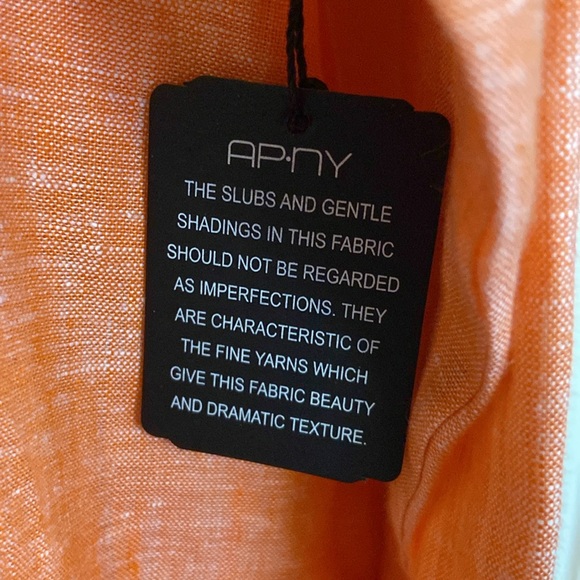 AP·NY
THE SLUBS AND GENTLE
SHADINGS IN THIS FABRIC
SHOULD NOT BE REGARDED
AS IMPERFECTIONS. THEY
ARE CHARACTERISTIC OF
THE FINE YARNS WHICH
GIVE THIS FABRIC BEAUTY
AND DRAMATIC TEXTURE.